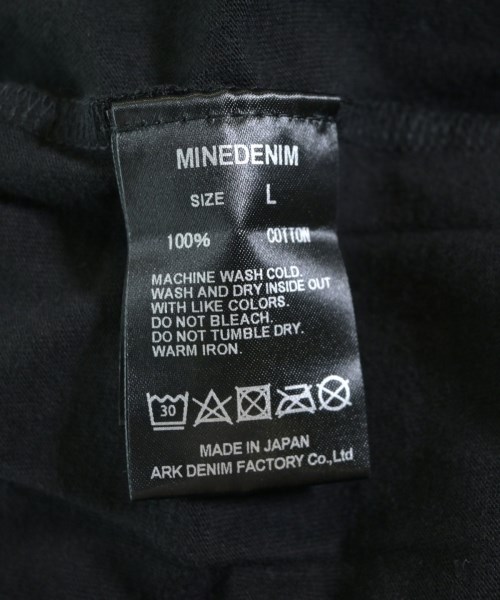 MINEDENIM
SIZE L
100% COTTON
MACHINE WASH COLD.
WASH AND DRY INSIDE OUT
WITH LIKE COLORS.
DO NOT BLEACH.
DO NOT TUMBLE DRY.
WARM IRON.
30
MADE IN JAPAN
ARK DENIM FACTORY Co.,Ltd